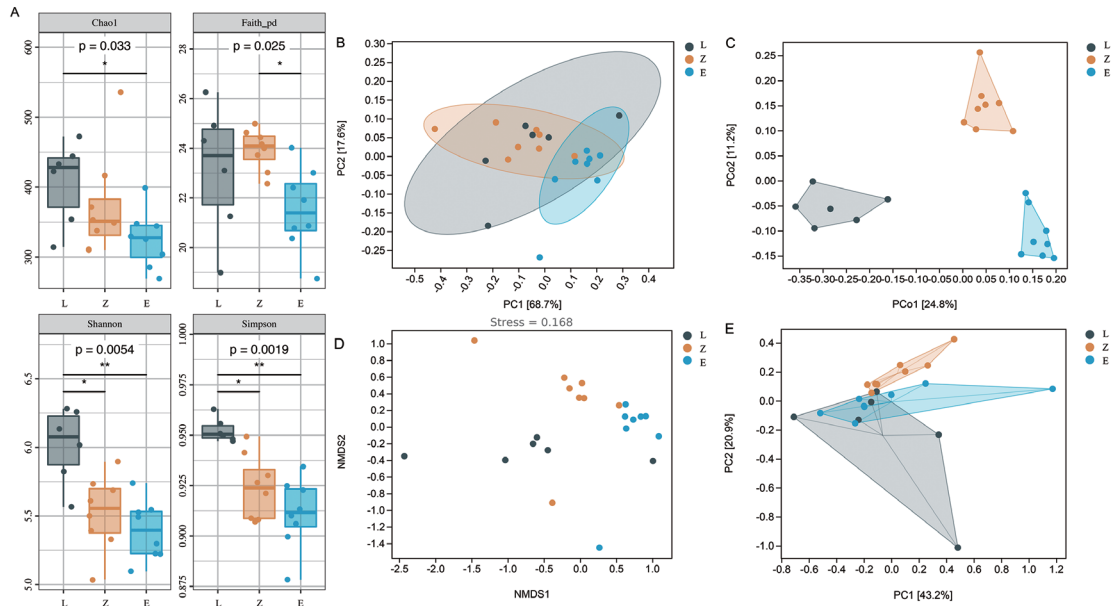 A
Chao1
p = 0.033
*
600
500
400
300
L Z E
Faith_pd
p = 0.025
*
28
26
24
22
20
L Z E
Shannon
p = 0.0054
**
*
6.5
6.0
5.5
5.0
L Z E
Simpson
p = 0.0019
**
*
1.000
0.975
0.950
0.925
0.900
0.875
L Z E
B
L
Z
E
PC2 [17.6%]
0.30
0.25
0.20
0.15
0.10
0.05
0.00
-0.05
-0.10
-0.15
-0.20
-0.25
-0.5 -0.4 -0.3 -0.2 -0.1 0.0 0.1 0.2 0.3 0.4
PC1 [68.7%]
C
L
Z
E
PCo2 [11.2%]
0.25
0.20
0.15
0.10
0.05
0.00
-0.05
-0.10
-0.15
-0.35 -0.30 -0.25 -0.20 -0.15 -0.10 -0.05 0.00 0.05 0.10 0.15 0.20
PCo1 [24.8%]
D
Stress = 0.168
L
Z
E
NMDS2
1.0
0.8
0.6
0.4
0.2
-0.0
-0.2
-0.4
-0.6
-0.8
-1.0
-1.2
-1.4
-2.5 -2.0 -1.5 -1.0 -0.5 0.0 0.5 1.0
NMDS1
E
L
Z
E
PC2 [20.9%]
0.4
0.2
0.0
-0.2
-0.4
-0.6
-0.8
-1.0
-0.8 -0.6 -0.4 -0.2 0.0 0.2 0.4 0.6 0.8 1.0 1.2
PC1 [43.2%]